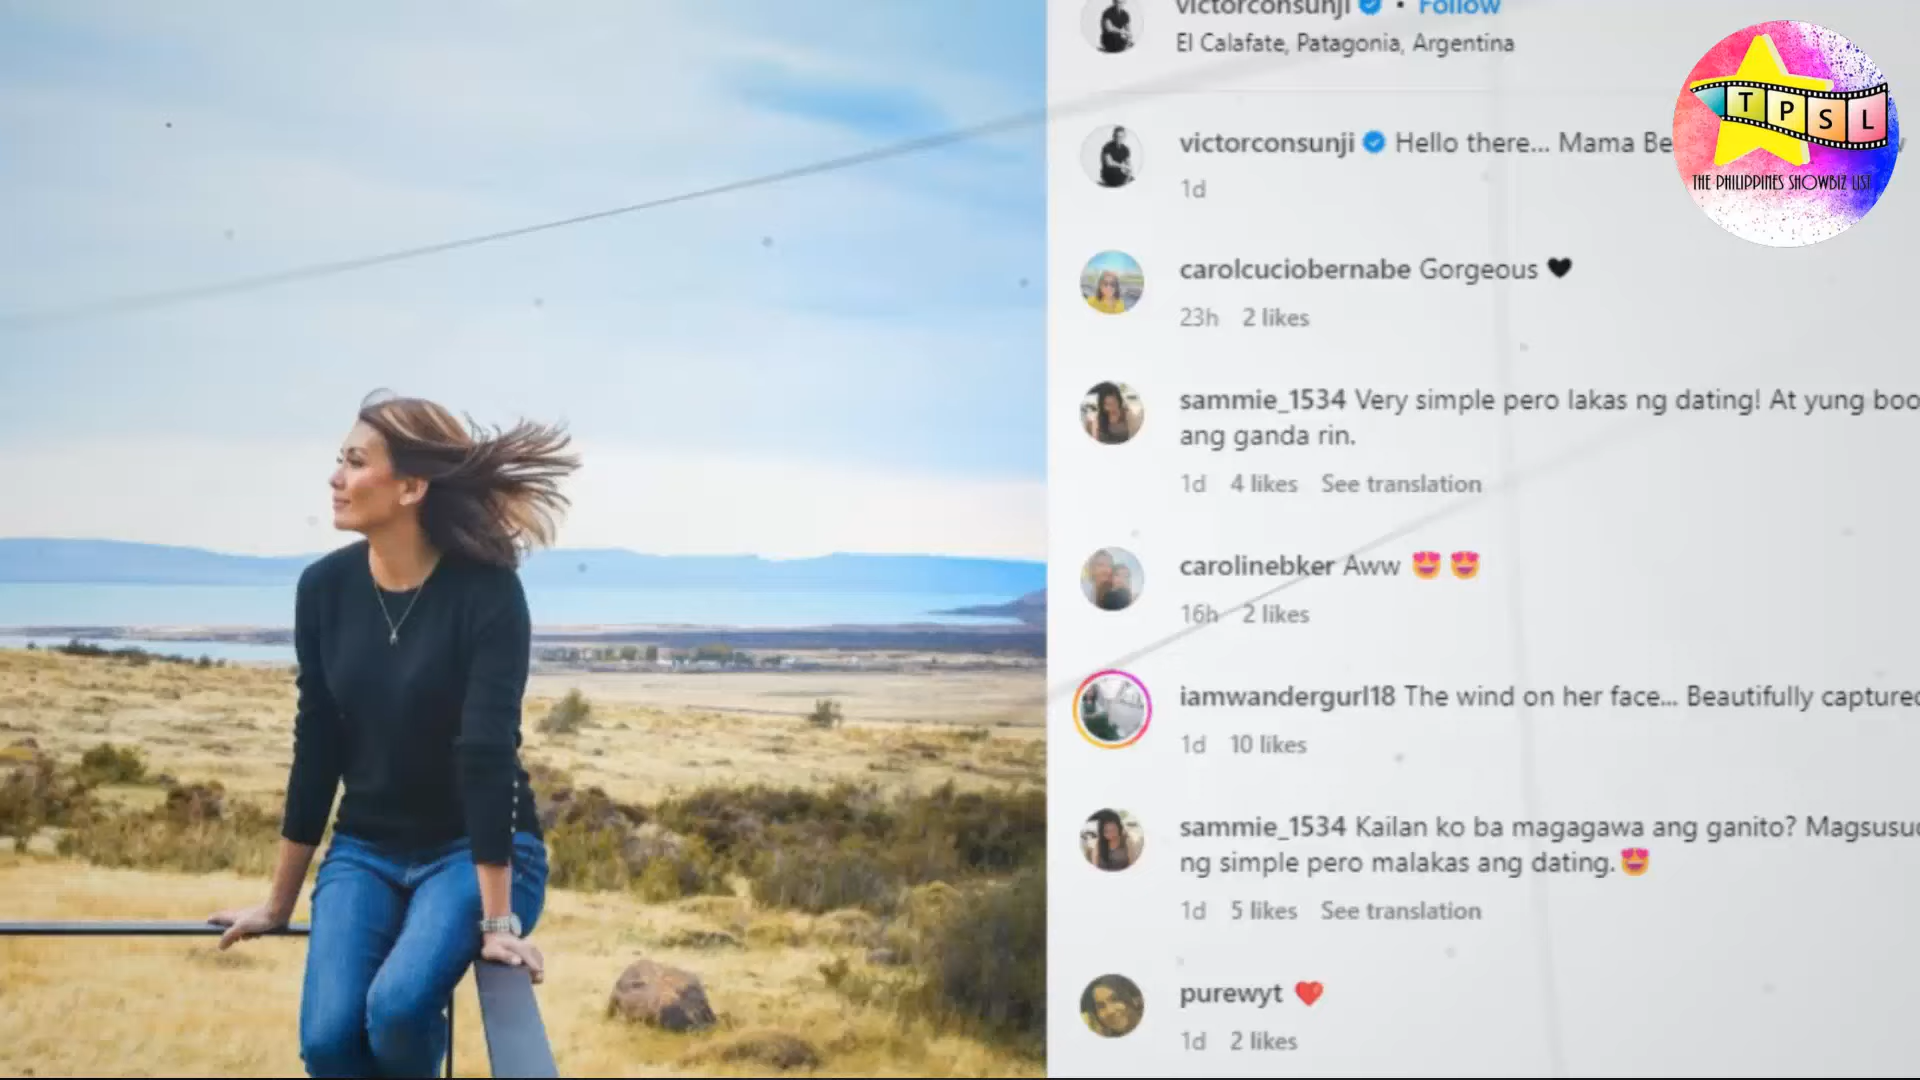 victorconsunji • Follow
El Calafate, Patagonia, Argentina
victorconsunji Hello there... Mama Be
1d
carolcuciobernabe Gorgeous 🖤
23h 2 likes
sammie_1534 Very simple pero lakas ng dating! At yung boo
ang ganda rin.
1d 4 likes See translation
carolinebker Aww 😍 😍
16h 2 likes
iamwandergurl18 The wind on her face... Beautifully captured
1d 10 likes
sammie_1534 Kailan ko ba magagawa ang ganito? Magsusu
ng simple pero malakas ang dating.😍
1d 5 likes See translation
purewyt ❤️
1d 2 likes
TPSL
THE PHILIPPINES SHOWBIZ LIST